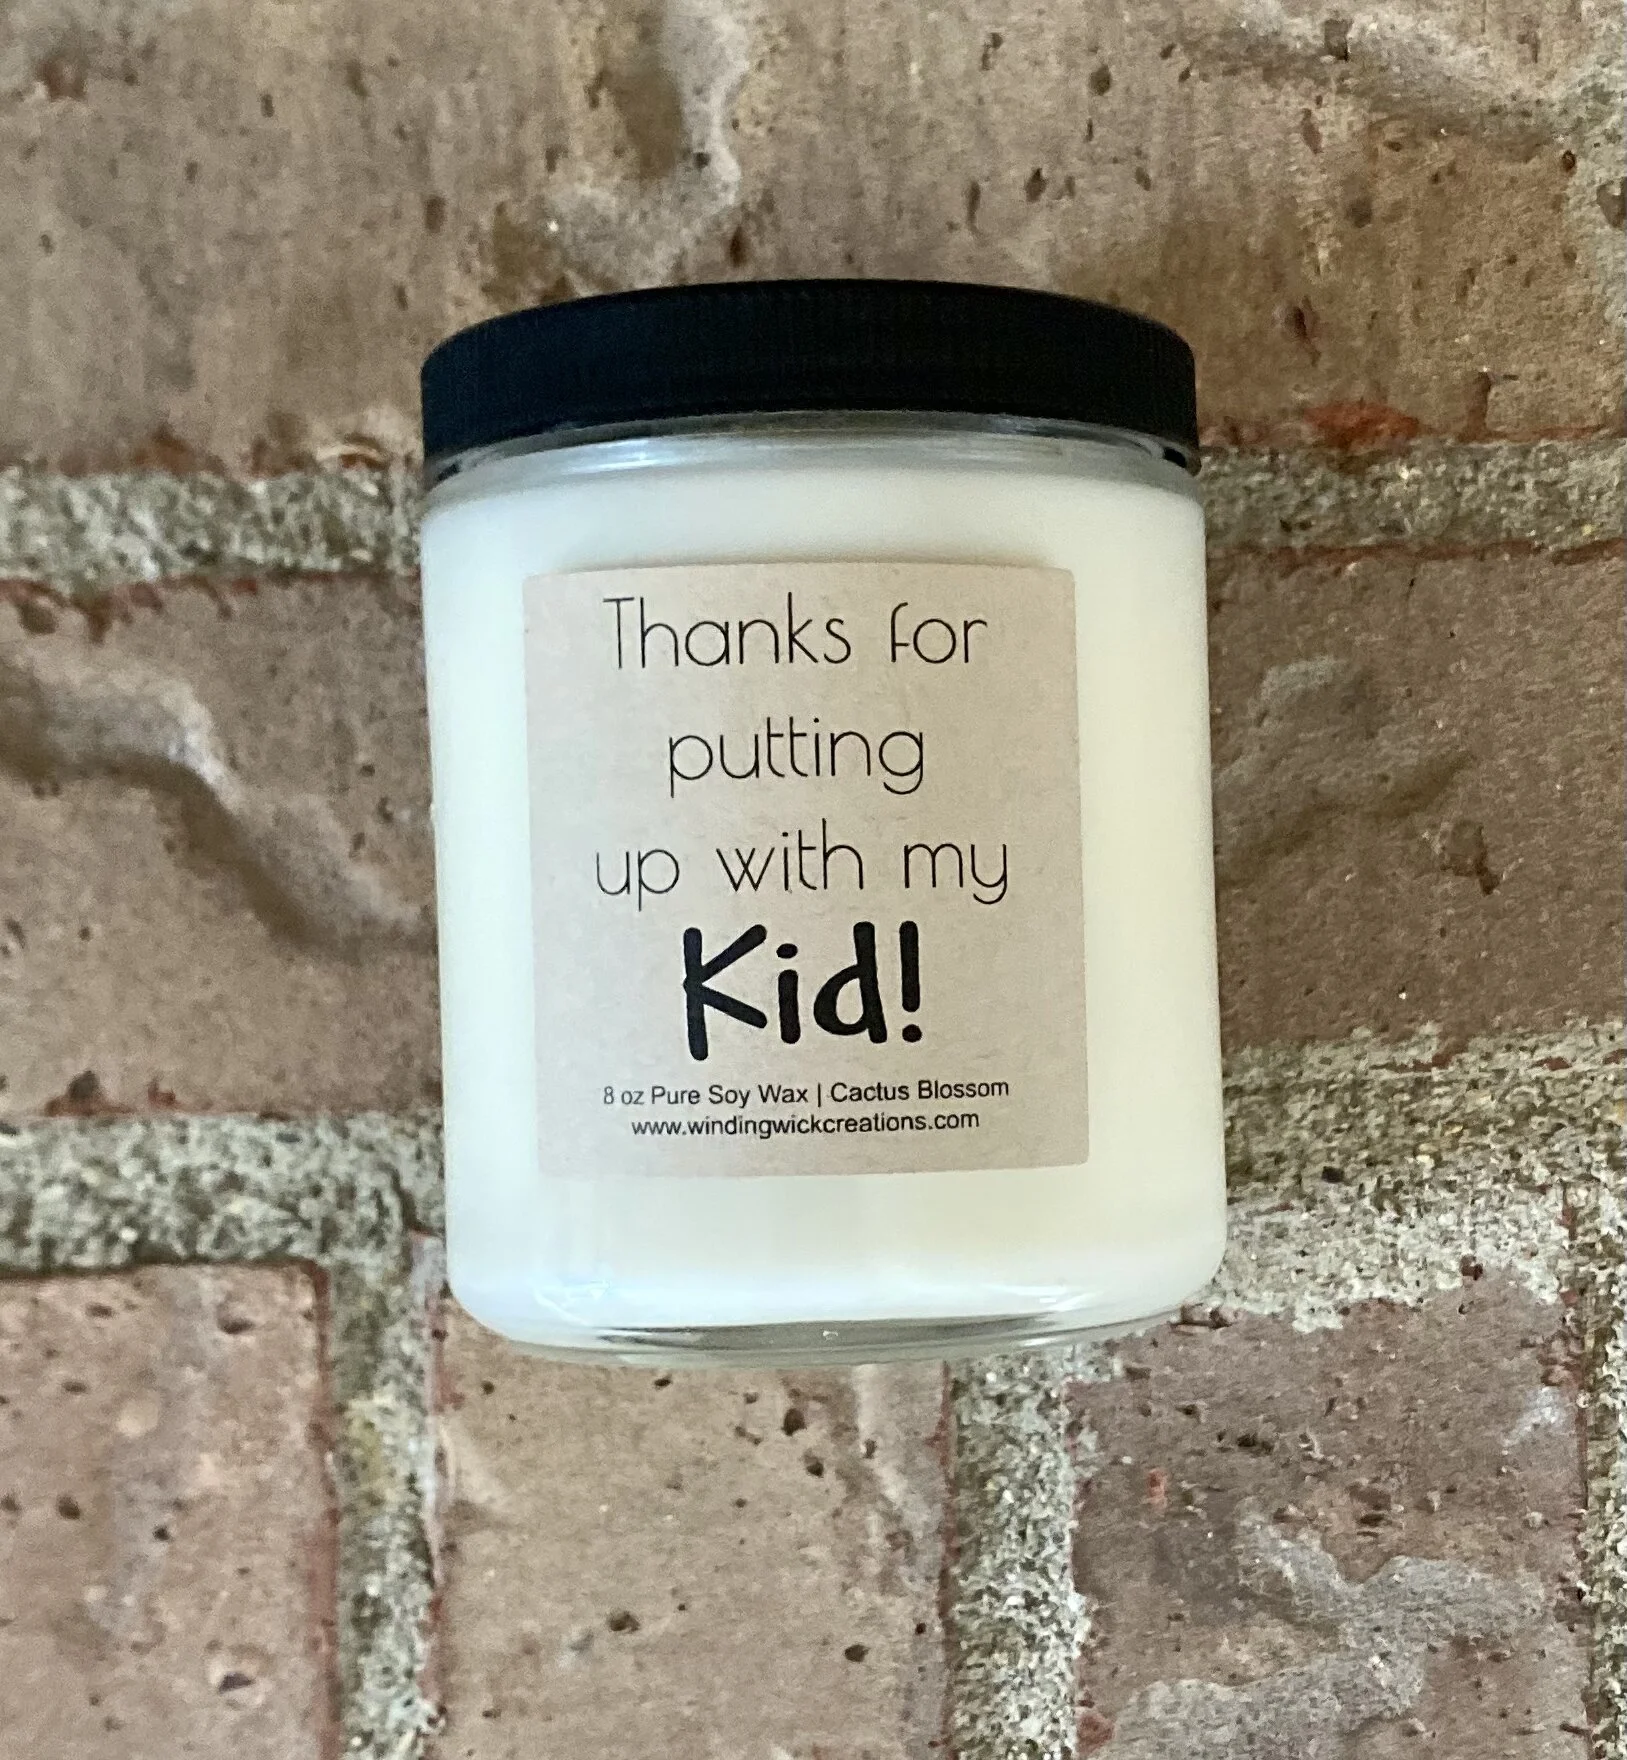 Thanks for
putting
up with my
Kid!
8 oz Pure Soy Wax | Cactus Blossom
www.windingwickcreations.com